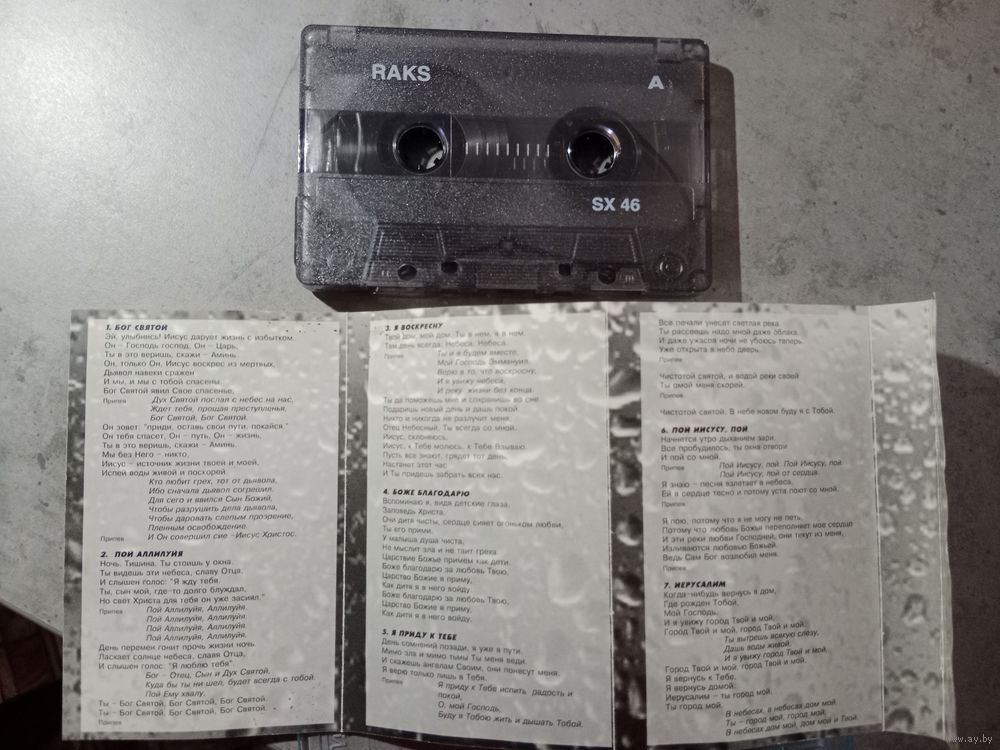 RAKS
A
SX 46
1. БОГ СВЯТОЙ
Эй, улыбнись! Иисус дарует жизнь с избытком.
Он – Господь господ, Он – Царь,
Ты в это веришь, скажи – Аминь.
Он, только Он, Иисус воскрес из мертвых,
Дьявол навеки сражен
И мы, и мы с тобой спасены.
Бог Святой явил Свое спасенье,
Припев Дух Святой послал с небес на нас,
Ждет тебя, прощая преступленья,
Бог Святой, Бог Святой.
Он зовет: "приди, оставь свои пути, покайся."
Он тебя спасет, Он – путь, Он – жизнь,
Ты в это веришь, скажи – Аминь.
Мы без Него – никто,
Иисус – источник жизни твоей и моей,
Испей воды живой и поскорей.
Кто любит грех, тот от дьявола,
Ибо сначала дьявол согрешил.
Для сего и явился Сын Божий,
Чтобы разрушить дела дьявола,
Чтобы даровать слепым прозрение,
Пленным освобождение.
Припев И Он совершил сие –Иисус Христос.
2. ПОЙ АЛЛИЛУЙЯ
Ночь. Тишина. Ты стоишь у окна.
Ты видешь эти небеса, славу Отца.
И слышен голос: "Я жду тебя,
Ты, сын мой, где-то долго блуждал,
Но свет Христа для тебя он уже засиял."
Припев Пой Аллилуйя, Аллилуйя.
Пой Аллилуйя, Аллилуйя,
Пой Аллилуйя, Аллилуйя,
Пой Аллилуйя, Аллилуйя.
День перемен гонит прочь жизни ночь.
Ласкает солнце небеса, славя Отца,
И слышен голос: "Я люблю тебя".
Бог – Отец, Сын и Дух Святой,
Куда бы ты ни шел, будет всегда с тобой.
Пой Ему хвалу,
Ты – Бог Святой, Бог Святой, Бог Святой.
Ты – Бог Святой, Бог Святой, Бог Святой.
Припев
3. Я ВОСКРЕСНУ
Твой дом, мой дом. Ты в нем, я в нем.
Там день всегда. Небеса. Небеса.
Припев Ты и я будем вместе,
Мой Господь Эммануил.
Верю в то, что воскресну,
И я увижу небеса,
И реку жизни без конца.
Ты да поможешь мне и сохранишь во сне.
Подаришь новый день и дашь покой.
Никто и никогда не разлучит меня,
Отец Небесный, Ты всегда со мной.
Иисус, склоняюсь,
Иисус, к Тебе молюсь, к Тебе Взываю.
Пусть все знают, грядет тот день,
Настанет этот час
И Ты придешь забрать всех нас.
4. БОЖЕ БЛАГОДАРЮ
Вспоминаю я, видя детские глаза,
Заповедь Христа,
Они дитя чисты, сердце сияет огоньком любви,
Ты его прими.
У малыша душа чиста,
Не мыслит зла и не таит греха.
Царствие Божье примем как дети.
Боже благодарю за любовь Твою,
Царство Божие я приму,
Как дитя я в него войду.
Боже благодарю за любовь Твою,
Царство Божие я приму,
Как дитя я в него войду.
5. Я ПРИДУ К ТЕБЕ
День сомнений позади, я уже в пути.
Мимо зла и мимо тьмы Ты меня веди.
И скажешь ангелам Своим, они понесут меня.
Я верю только лишь в Тебя.
Припев Я приду к Тебе испить радость и
покой,
О, мой Господь,
Буду в Тобою жить и дышать Тобой.
Все печали унесет светлая река.
Ты рассеешь надо мной даже облака.
И даже ужасов ночи не убоюсь теперь.
Уже открыта в небо дверь.
Припев
Чистотой святой, и водой реки своей
Ты омой меня скорей.
Припев
Чистотой святой, В небе новом буду я с Тобой.
6. ПОЙ ИИСУСУ, ПОЙ
Начнется утро дыханием зари,
Все пробудилось, ты окна отвори
И пой со мной.
Припев Пой Иисусу, пой. Пой Иисусу, пой.
Пой Иисусу, пой от сердца.
Я знаю – песня взлетает в небеса,
Ей в сердце тесно и потому уста поют со мной.
Припев
Я пою, потому что я не могу не петь,
Потому что любовь Божья переполняет мое сердце
И эти реки любви Господней, они текут из меня,
Изливаются любовью Божьей.
Ведь Сам Бог возлюбил меня.
Припев
7. ИЕРУСАЛИМ
Когда-нибудь вернусь в дом,
Где рожден Тобой,
Мой Господь,
И я увижу город Твой и мой,
Город Твой и мой, город Твой и мой.
Ты вытрешь всякую слезу,
Дашь воды живой,
И я увижу город Твой и мой,
Город Твой и мой, город Твой и мой.
Я вернусь к Тебе,
Я вернусь домой.
Иерусалим – ты город мой,
Ты город мой.
В небесах, в небесах дом мой,
Ты – город мой, город мой,
В небесах дом мой, дом мой и Твой.
www.ay.by